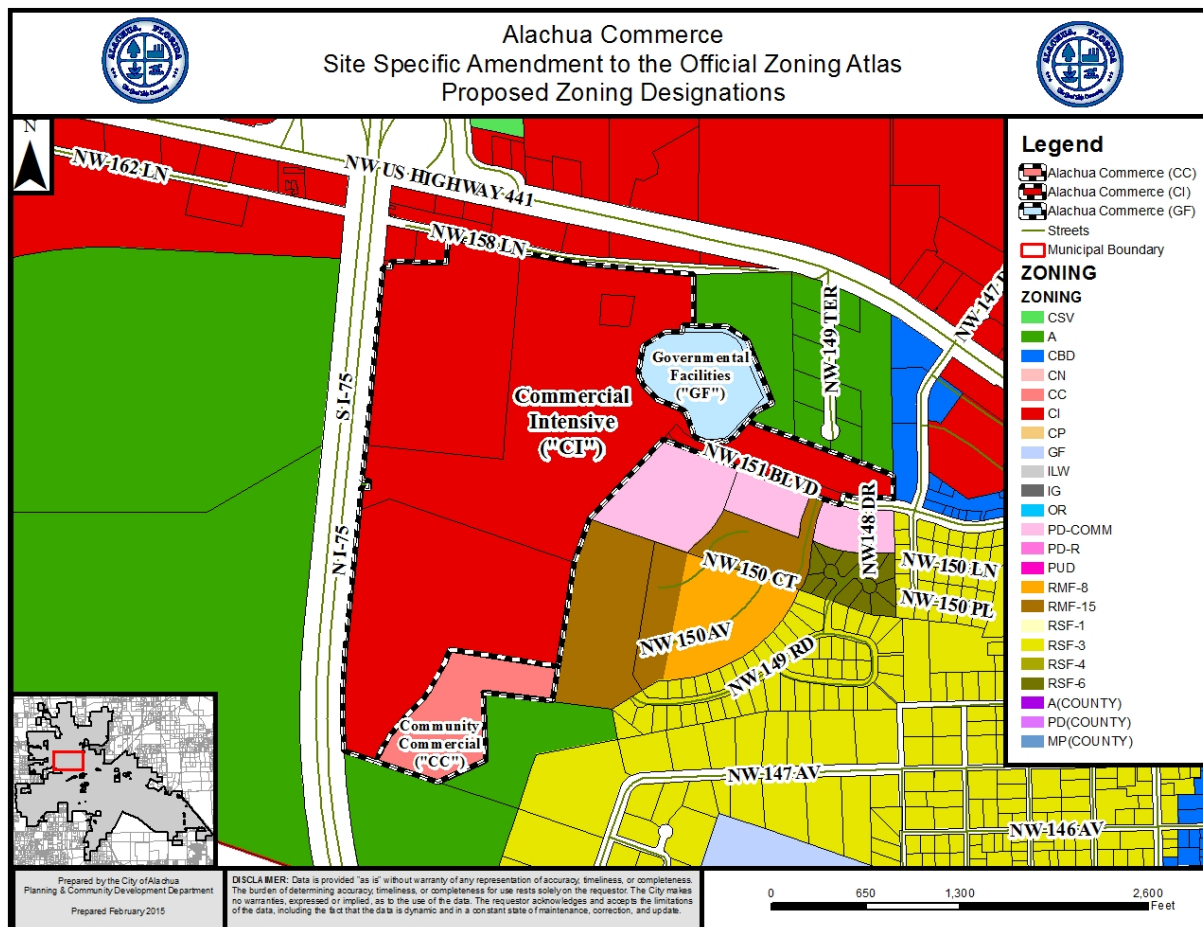 Alachua Commerce
Site Specific Amendment to the Official Zoning Atlas
Proposed Zoning Designations
ALACHUA, FLORIDA
ALACHUA, FLORIDA
N
NW 162 LN
NW US HIGHWAY 441
NW 158 LN
NW 149 TER
S I-75
N I-75
Governmental
Facilities
("GF")
Commercial
Intensive
("CI")
NW 151 BLVD
NW 148 DR
NW 150 LN
NW 150 CT
NW 150 PL
NW 150 AV
NW 149 RD
Community
Commercial
("CC")
NW 147 AV
NW 146 AV
Legend
Alachua Commerce (CC)
Alachua Commerce (CI)
Alachua Commerce (GF)
Streets
Municipal Boundary
ZONING
ZONING
CSV
A
CBD
CN
CC
CI
CP
GF
ILW
IG
OR
PD-COMM
PD-R
PUD
RMF-8
RMF-15
RSF-1
RSF-3
RSF-4
RSF-6
A(COUNTY)
PD(COUNTY)
MP(COUNTY)
Prepared by the City of Alachua
Planning & Community Development Department
Prepared February 2015
DISCLAIMER: Data is provided "as is" without warranty of any representation of accuracy, timeliness, or completeness.
The burden of determining accuracy, timeliness, or completeness for use rests solely on the requestor. The City makes
no warranties, expressed or implied, as to the use of the data. The requestor acknowledges and accepts the limitations
of the data, including the fact that the data is dynamic and in a constant state of maintenance, correction, and update.
0 650 1,300 2,600
Feet